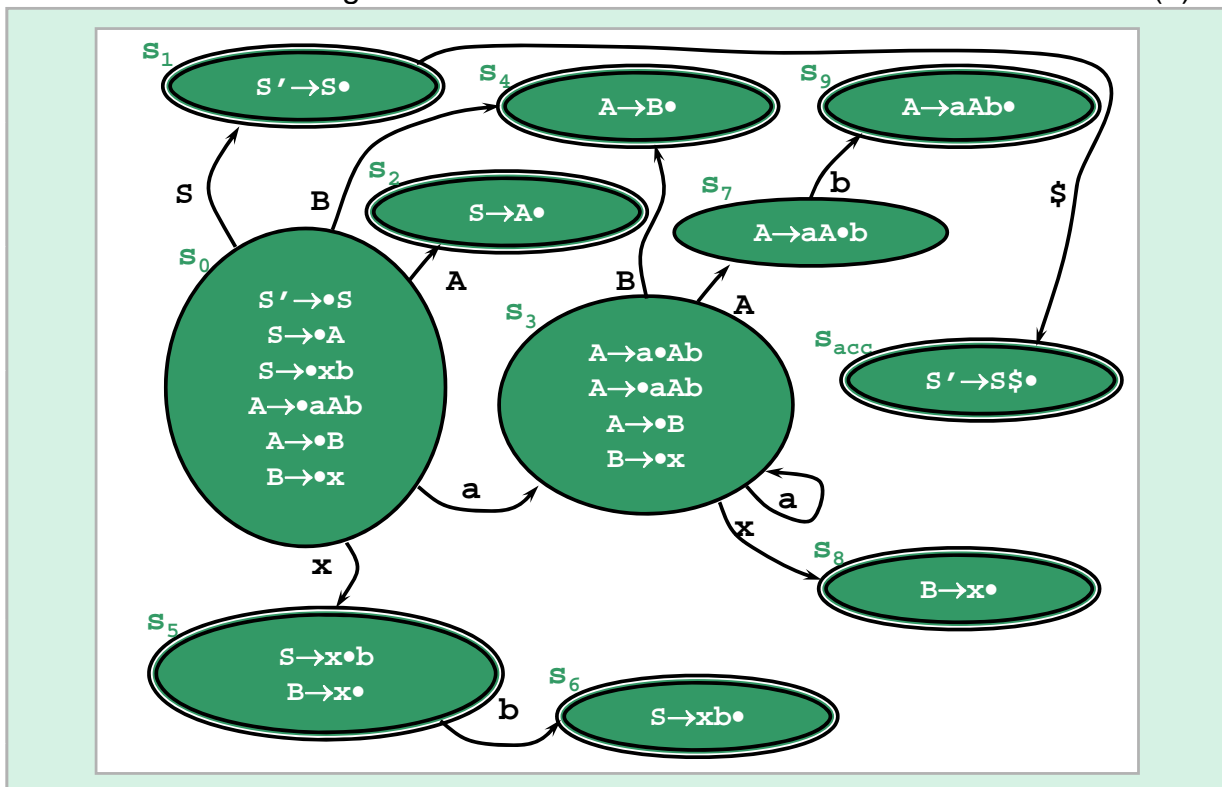 s1
S'→S•
s4
A→B•
s9
A→aAb•
S
B
s2
S→A•
s7
b
A→aA•b
$
s0
A
S'→•S
S→•A
S→•xb
A→•aAb
A→•B
B→•x
B
A
s3
A→a•Ab
A→•aAb
A→•B
B→•x
sacc
S'→S$•
a
a
x
x
s8
B→x•
s5
S→x•b
B→x•
b
s6
S→xb•